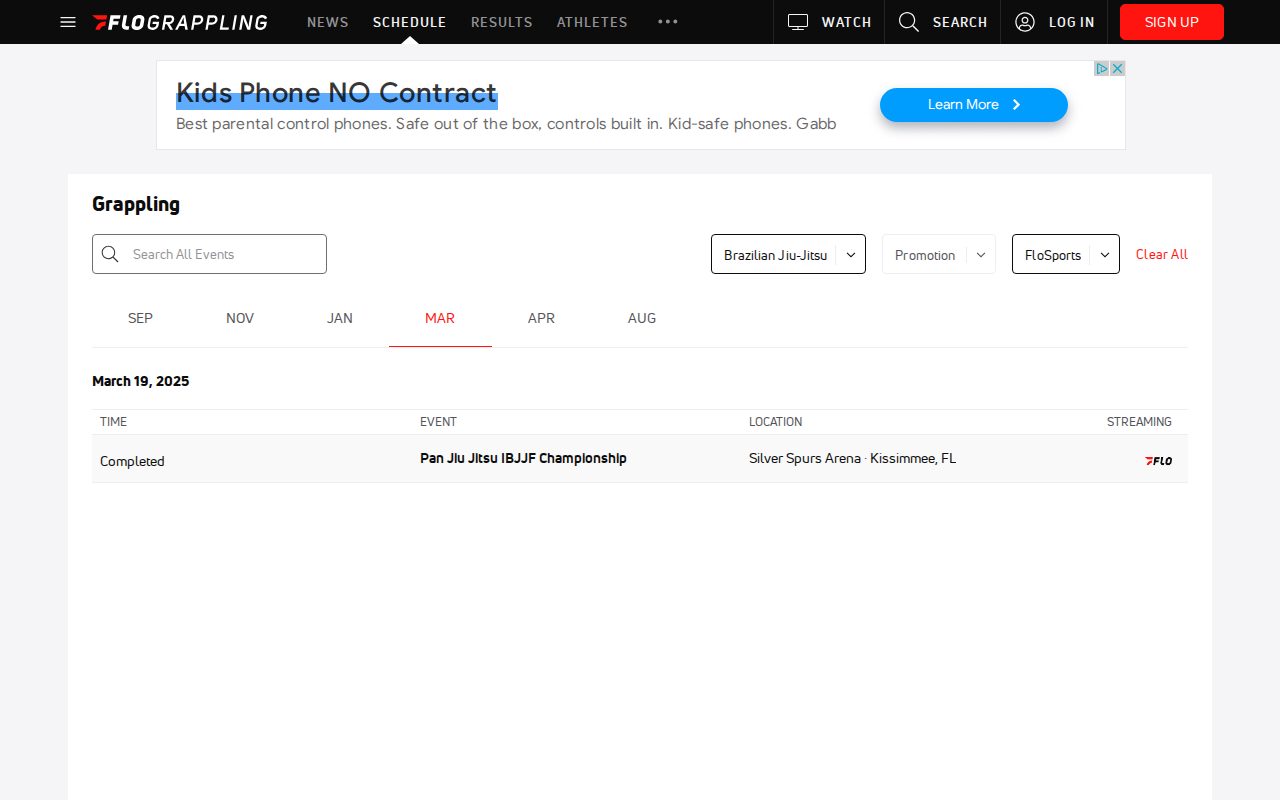 FLOGRAPPLING NEWS SCHEDULE RESULTS ATHLETES WATCH SEARCH LOG IN SIGN UP
Kids Phone NO Contract
Best parental control phones. Safe out of the box, controls built in. Kid-safe phones. Gabb
Learn More
Grappling
Search All Events
Brazilian Jiu-Jitsu
Promotion
FloSports
Clear All
SEP NOV JAN MAR APR AUG
March 19, 2025
TIME EVENT LOCATION STREAMING
Completed Pan Jiu Jitsu IBJJF Championship Silver Spurs Arena · Kissimmee, FL FLO